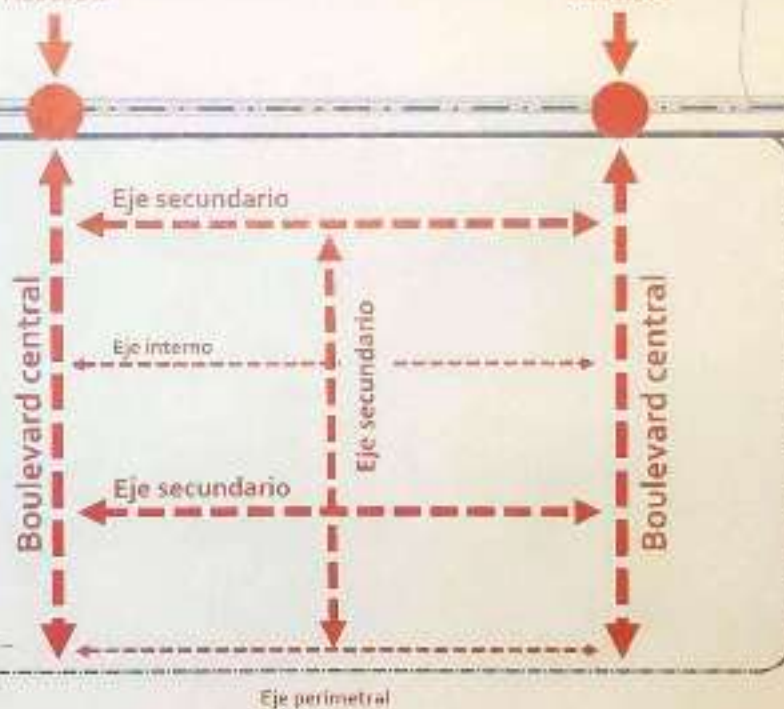 Eje secundario
Boulevard central
Eje interno
Eje secundario
Boulevard central
Eje secundario
Eje perimetral